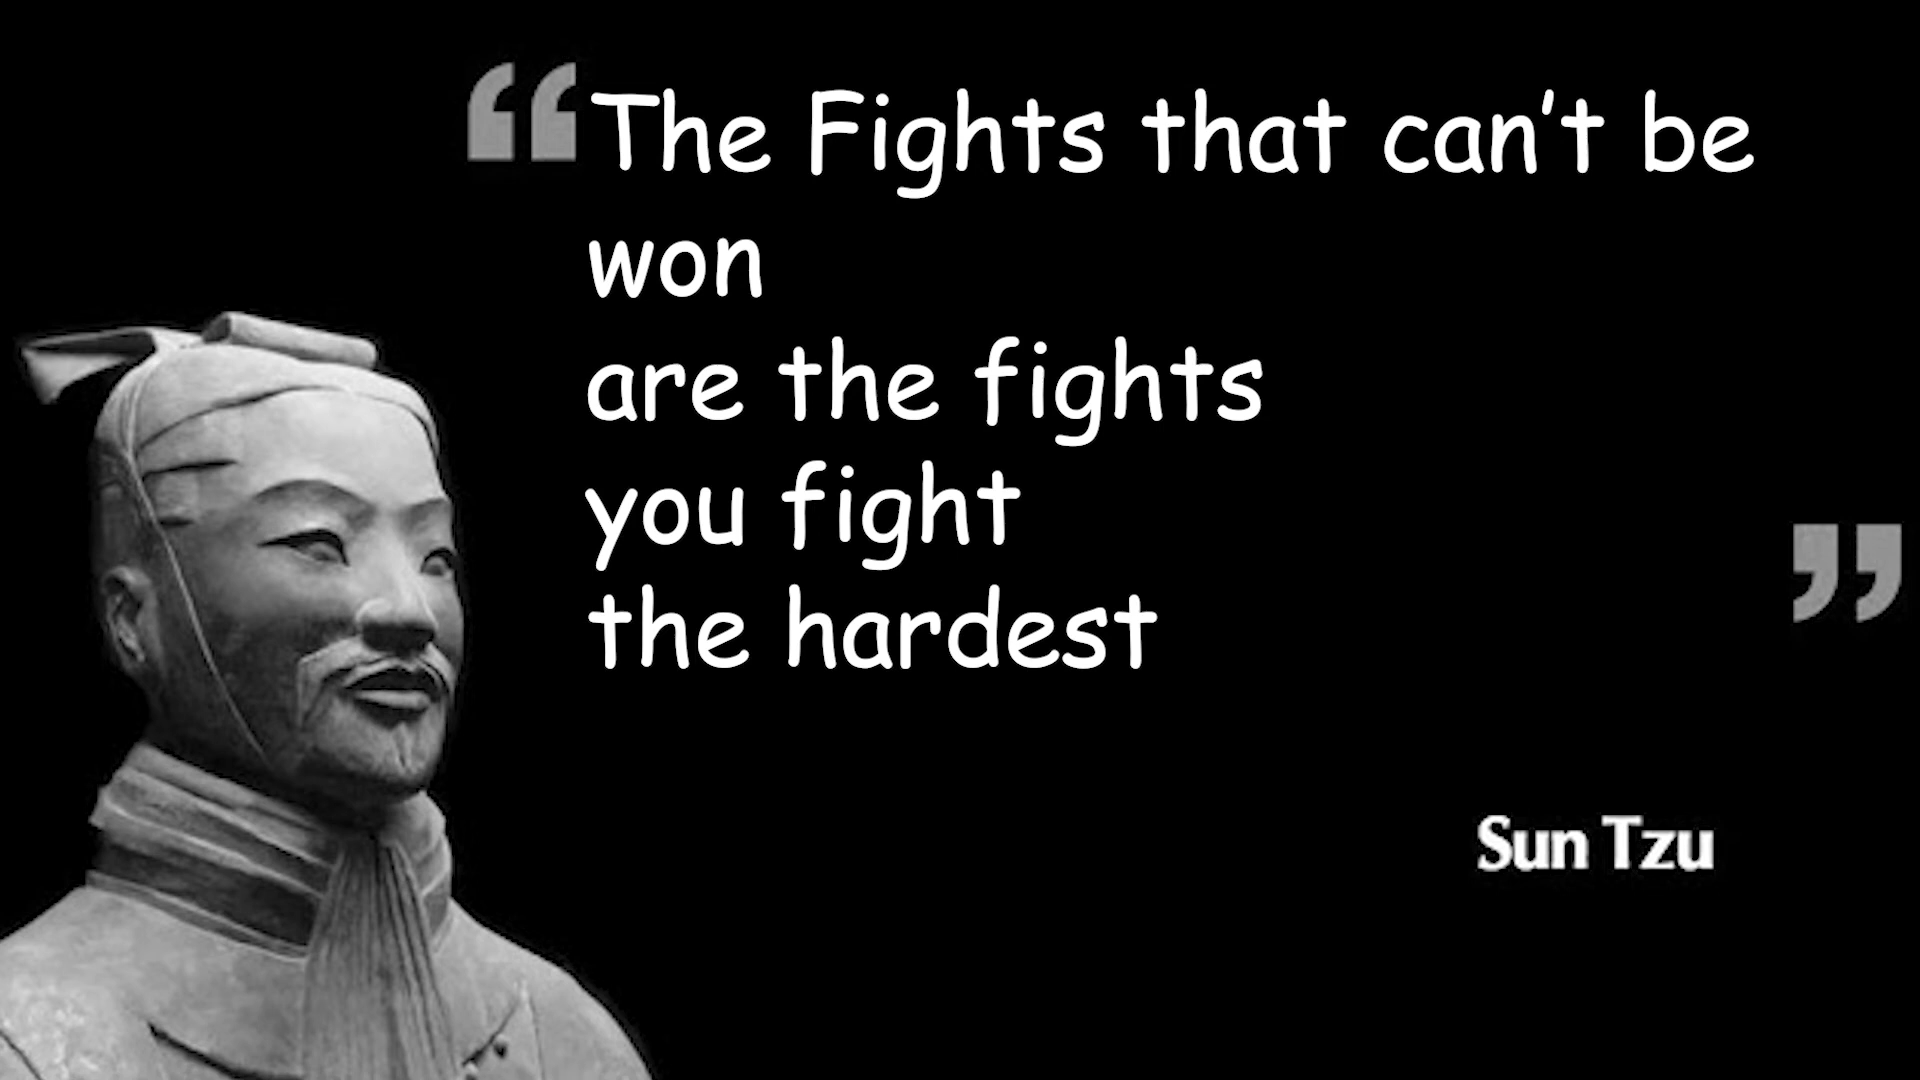 “The Fights that can’t be
won
are the fights
you fight
the hardest ”
Sun Tzu